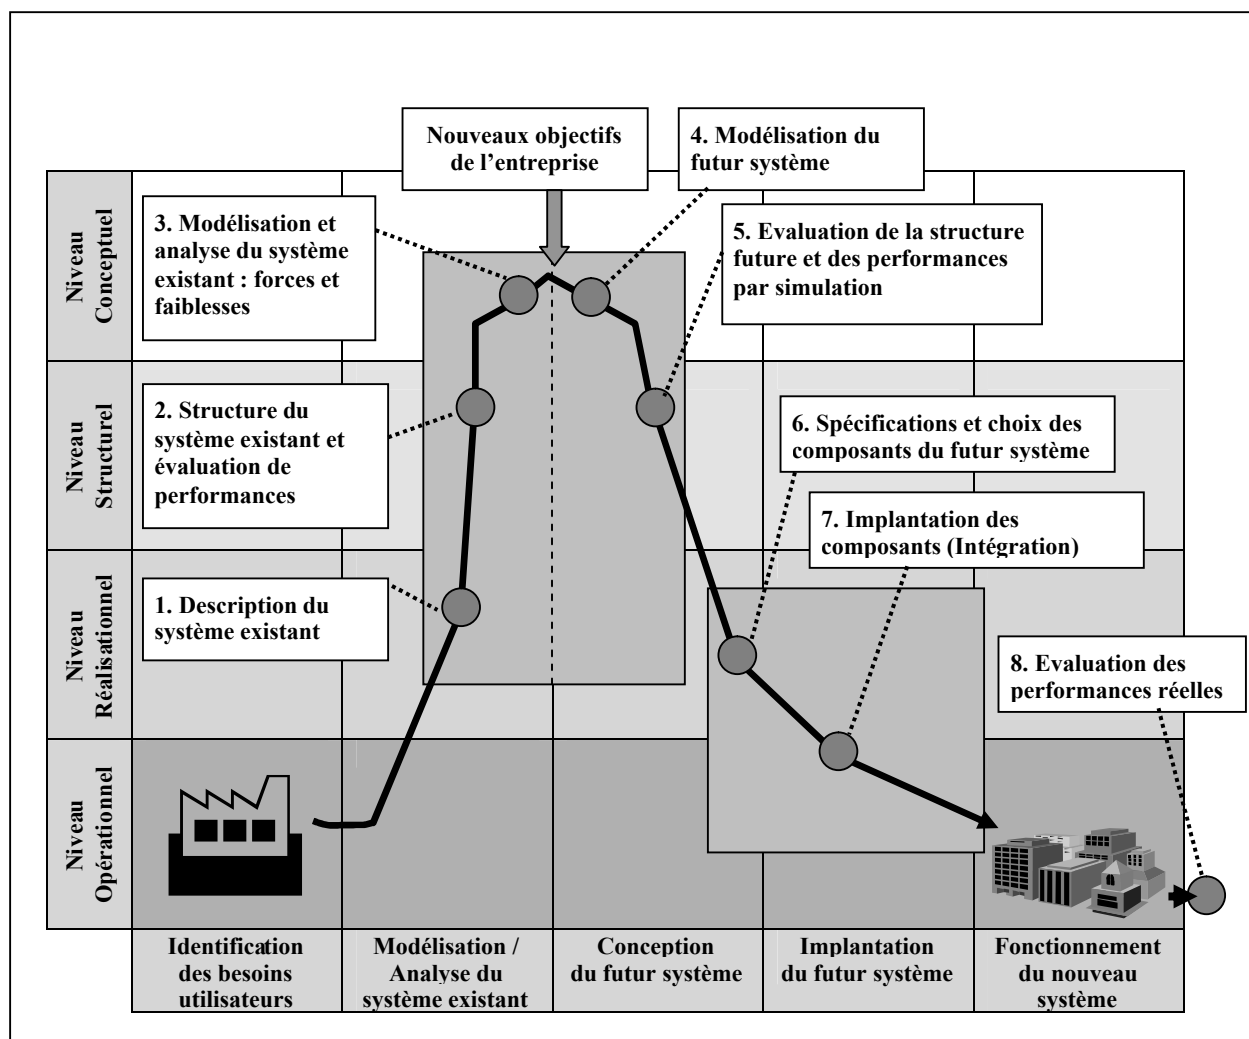 Nouveaux objectifs
de l’entreprise
4. Modélisation du
futur système
Niveau
Conceptuel
3. Modélisation et
analyse du système
existant : forces et
faiblesses
5. Evaluation de la structure
future et des performances
par simulation
Niveau
Structurel
2. Structure du
système existant et
évaluation de
performances
6. Spécifications et choix des
composants du futur système
7. Implantation des
composants (Intégration)
Niveau
Réalisationnel
1. Description du
système existant
8. Evaluation des
performances réelles
Niveau
Opérationnel
Identification
des besoins
utilisateurs
Modélisation /
Analyse du
système existant
Conception
du futur système
Implantation
du futur système
Fonctionnement
du nouveau
système